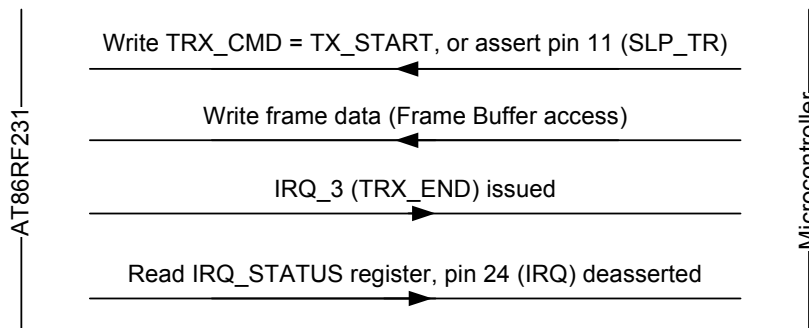 Write TRX_CMD = TX_START, or assert pin 11 (SLP_TR)
Write frame data (Frame Buffer access)
IRQ_3 (TRX_END) issued
Read IRQ_STATUS register, pin 24 (IRQ) deasserted
AT86RF231
Microcontroller